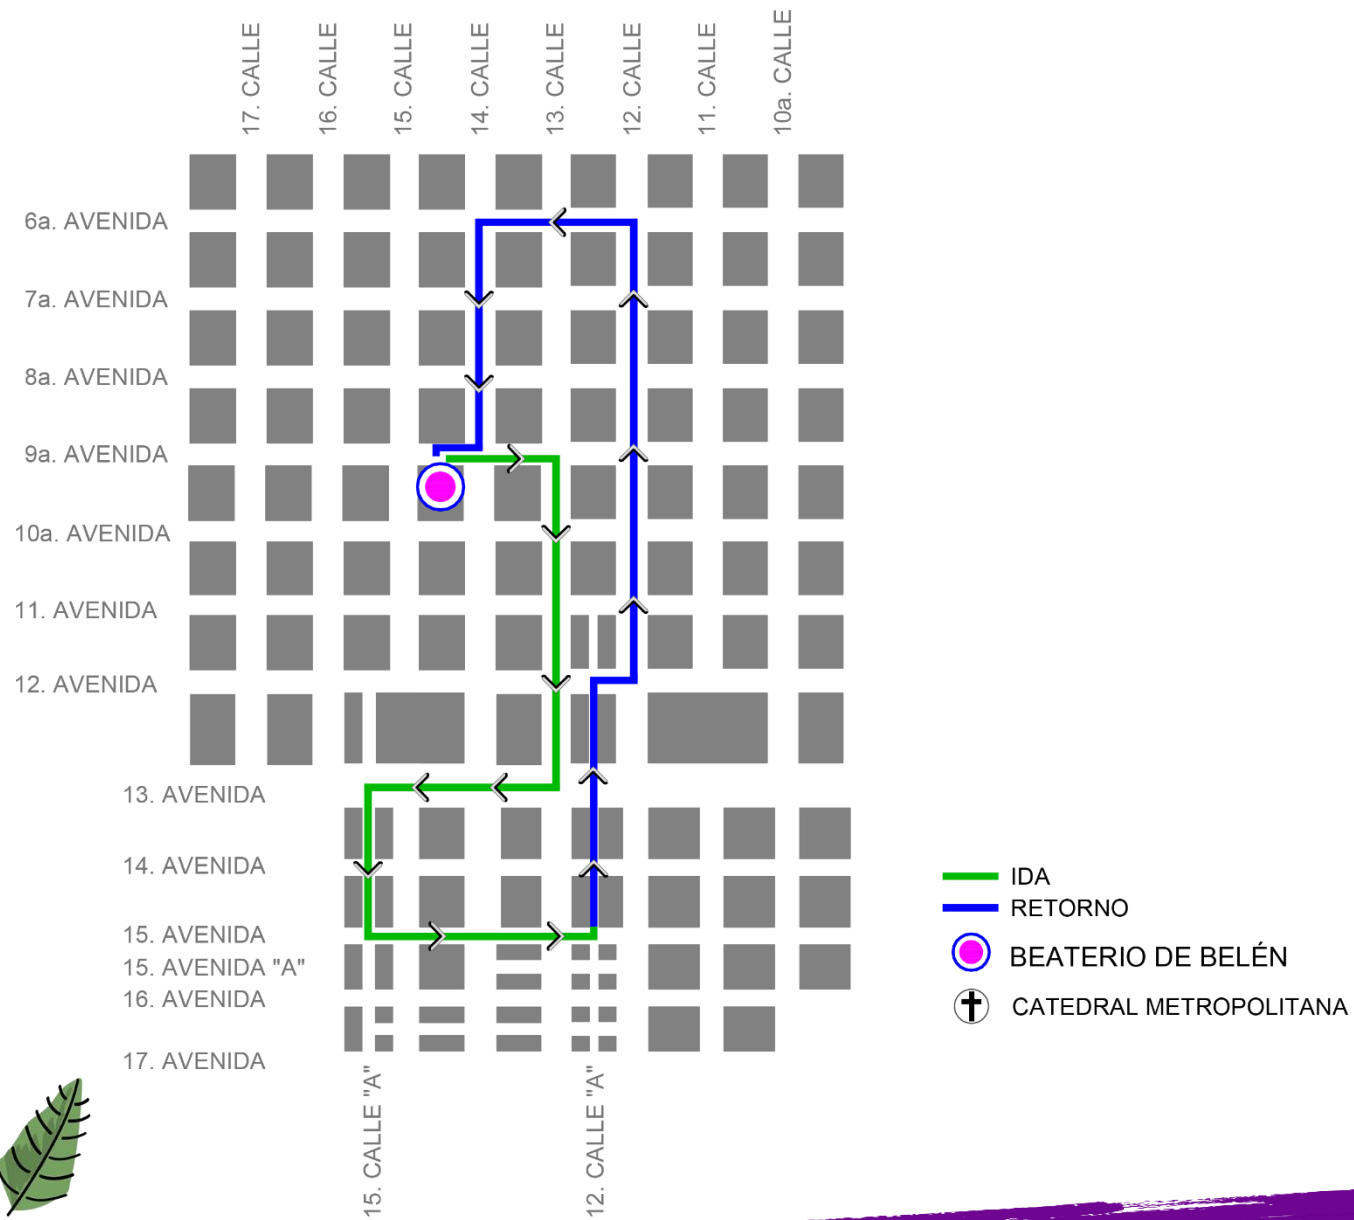 17. CALLE
16. CALLE
15. CALLE
14. CALLE
13. CALLE
12. CALLE
11. CALLE
10a. CALLE
6a. AVENIDA
7a. AVENIDA
8a. AVENIDA
9a. AVENIDA
10a. AVENIDA
11. AVENIDA
12. AVENIDA
13. AVENIDA
14. AVENIDA
15. AVENIDA
15. AVENIDA "A"
16. AVENIDA
17. AVENIDA
15. CALLE "A"
12. CALLE "A"
IDA
RETORNO
BEATERIO DE BELÉN
CATEDRAL METROPOLITANA